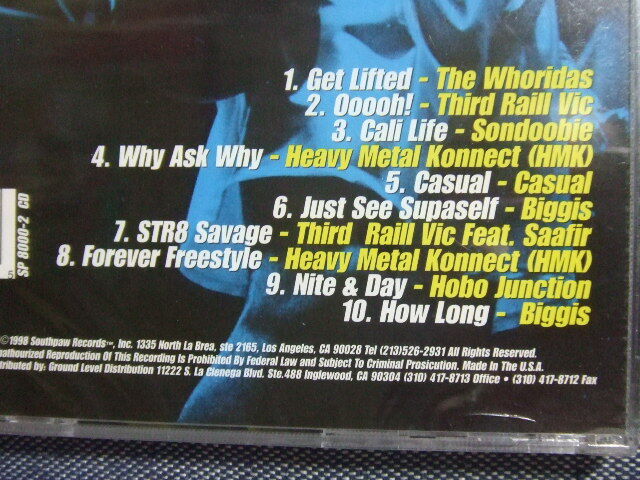 1. Get Lifted - The Whoridas
2. Ooooh! - Third Raill Vic
3. Cali Life - Sondoobie
4. Why Ask Why - Heavy Metal Konnect (HMK)
5. Casual - Casual
6. Just See Supaself - Biggis
7. STR8 Savage - Third Raill Vic Feat. Saafir
8. Forever Freestyle - Heavy Metal Konnect (HMK)
9. Nite & Day - Hobo Junction
10. How Long - Biggis
SP 8000-2 CD
©1998 Southpaw Records™, Inc. 1335 North La Brea, ste 2165, Los Angeles, CA 90028 Tel (213)526-2931 All Rights Reserved.
nauthourized Reproduction Of This Recording Is Prohibited By Federal Law and Subject To Criminal Prosicution. Made In The U.S.A.
tributed by: Ground Level Distribution 11222 S. La Cienega Blvd. Ste.488 Inglewood, CA 90304 (310) 417-8713 Office • (310) 417-8712 Fax